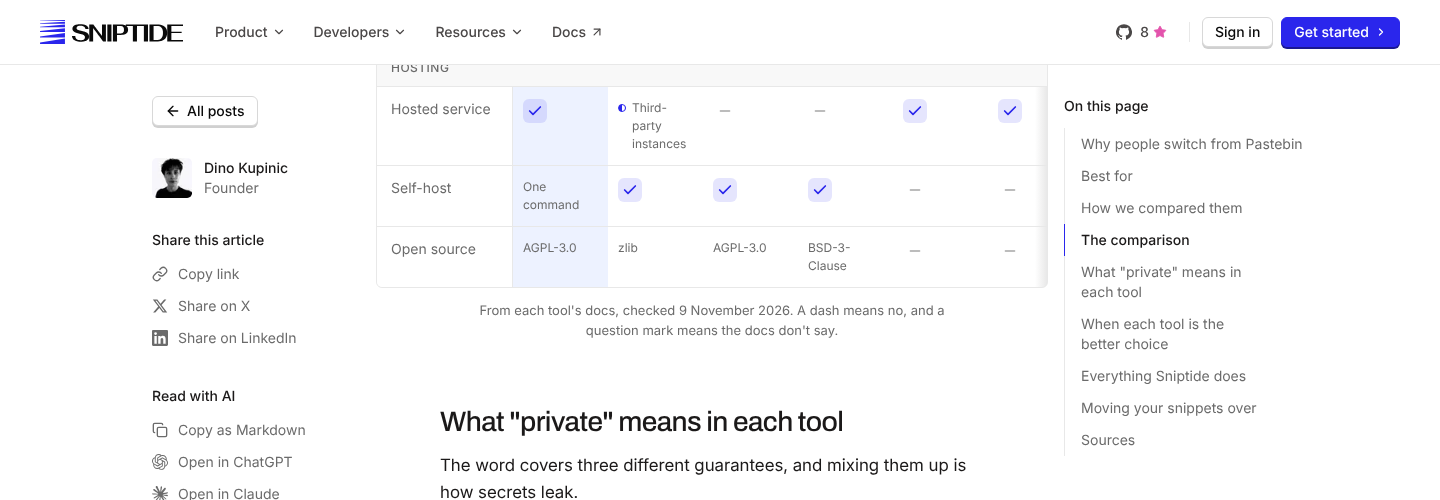 SNIPTIDE
Product
Developers
Resources
Docs
8
Sign in
Get started
All posts
Dino Kupinic
Founder
Share this article
Copy link
Share on X
Share on LinkedIn
Read with AI
Copy as Markdown
Open in ChatGPT
Open in Claude
HOSTING
Hosted service
Third-
party
instances
—
—
Self-host
One
command
—
—
Open source
AGPL-3.0
zlib
AGPL-3.0
BSD-3-
Clause
—
—
From each tool's docs, checked 9 November 2026. A dash means no, and a
question mark means the docs don't say.
What "private" means in each tool
The word covers three different guarantees, and mixing them up is
how secrets leak.
On this page
Why people switch from Pastebin
Best for
How we compared them
The comparison
What "private" means in
each tool
When each tool is the
better choice
Everything Sniptide does
Moving your snippets over
Sources